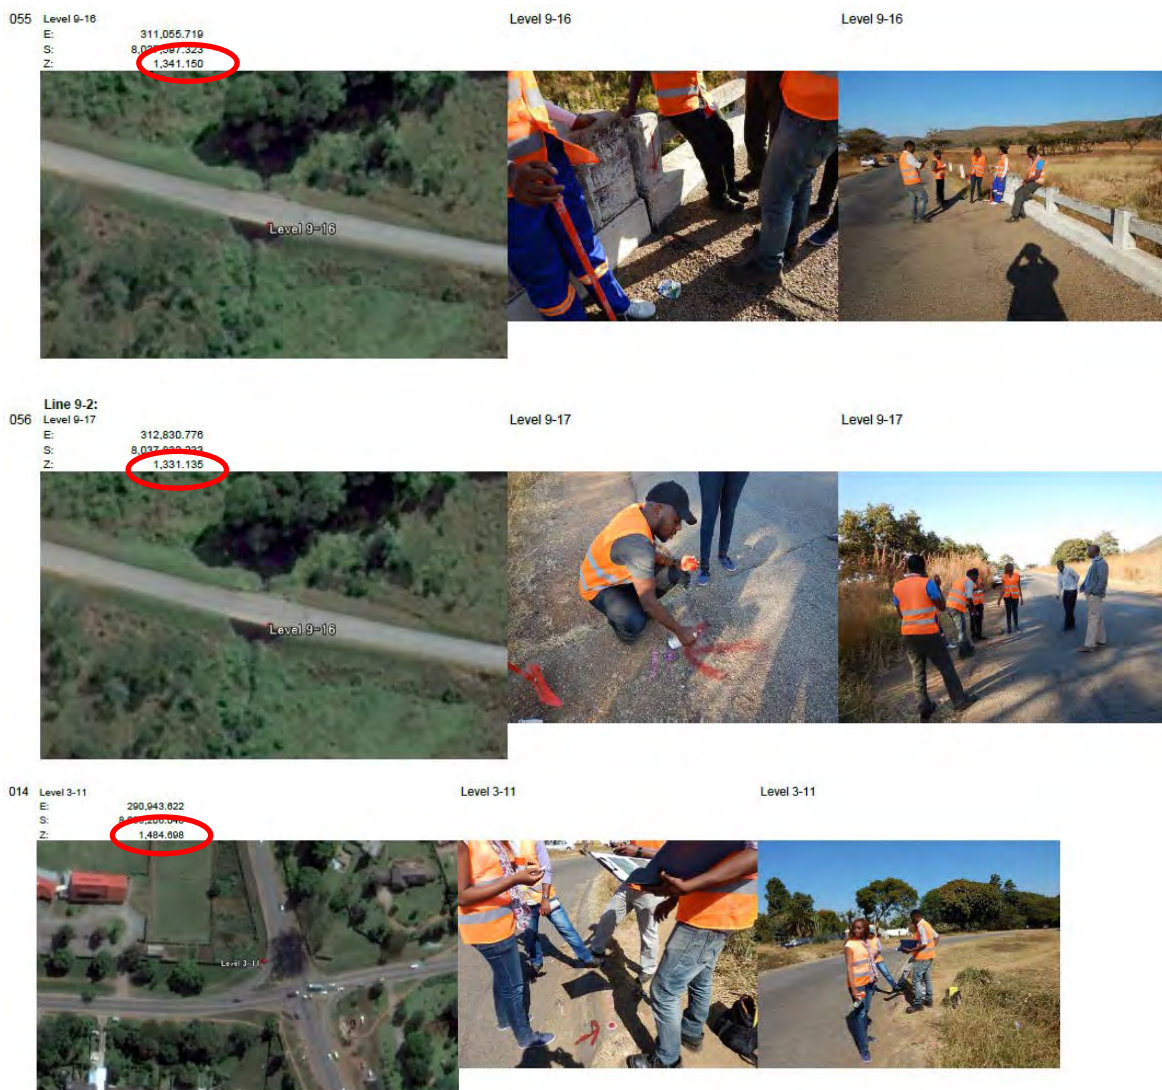 055 Level 9-16 Level 9-16 Level 9-16
E: 311,055.719
S:
Z: 1,341.150
Level 9-16
Line 9-2:
056 Level 9-17 Level 9-17 Level 9-17
E: 312,830.776
S:
Z: 1,331.135
Level 9-16
014 Level 3-11 Level 3-11 Level 3-11
E: 290,943.622
S:
Z: 1,484.698
Level 3-11